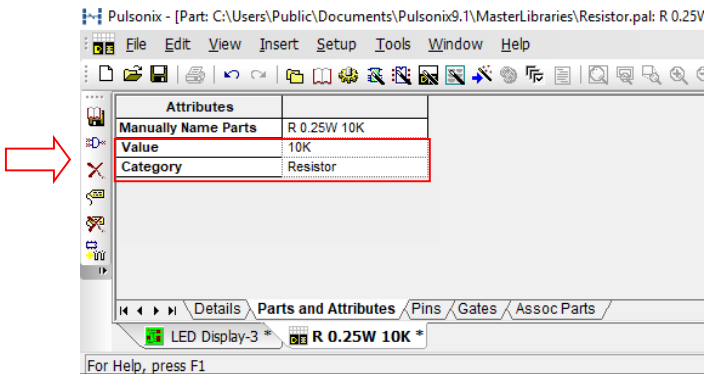 Pulsonix - [Part: C:\Users\Public\Documents\Pulsonix9.1\MasterLibraries\Resistor.pal: R 0.25W
File Edit View Insert Setup Tools Window Help
Attributes
Manually Name Parts R 0.25W 10K
Value 10K
Category Resistor
Details Parts and Attributes Pins Gates Assoc Parts
LED Display-3 * R 0.25W 10K *
For Help, press F1